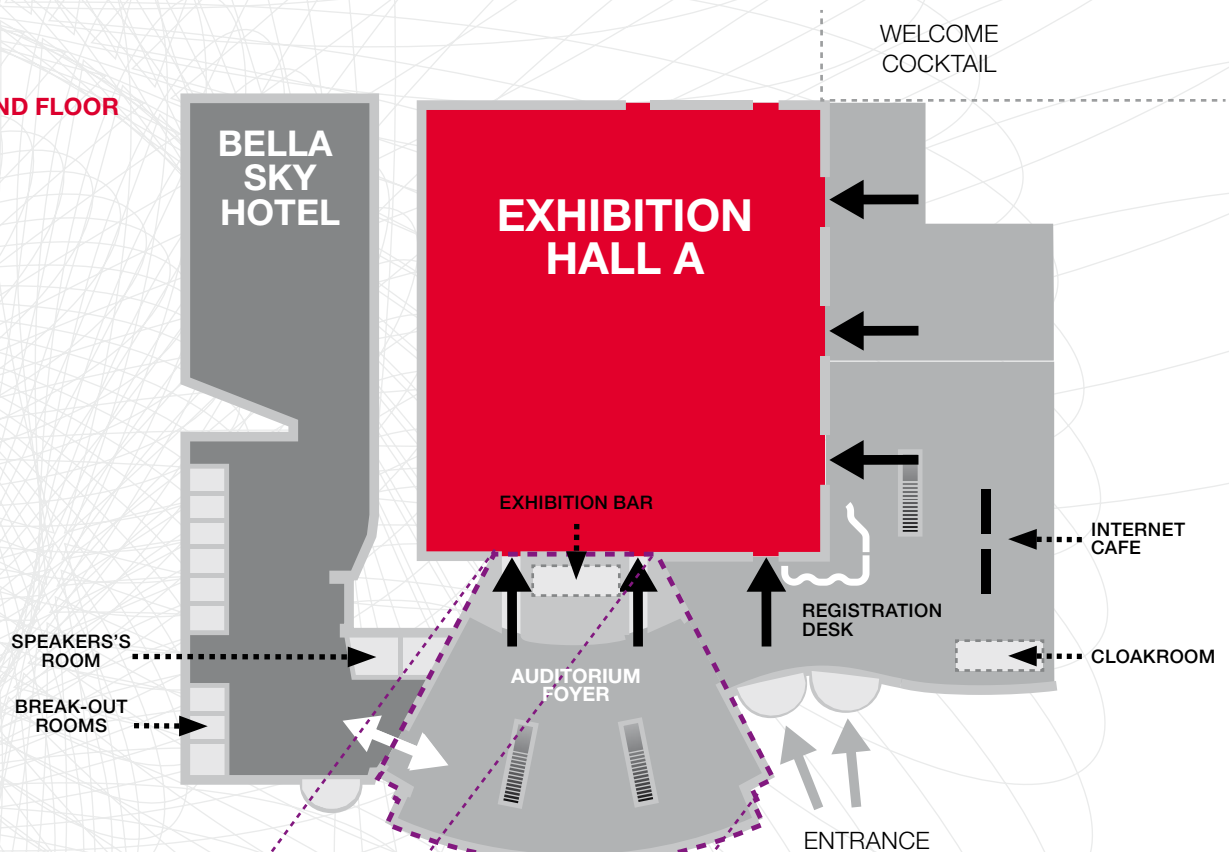 WELCOME
COCKTAIL
ND FLOOR
BELLA
SKY
HOTEL
EXHIBITION
HALL A
EXHIBITION BAR
INTERNET
CAFE
REGISTRATION
DESK
SPEAKERS'S
ROOM
CLOAKROOM
AUDITORIUM
FOYER
BREAK-OUT
ROOMS
ENTRANCE